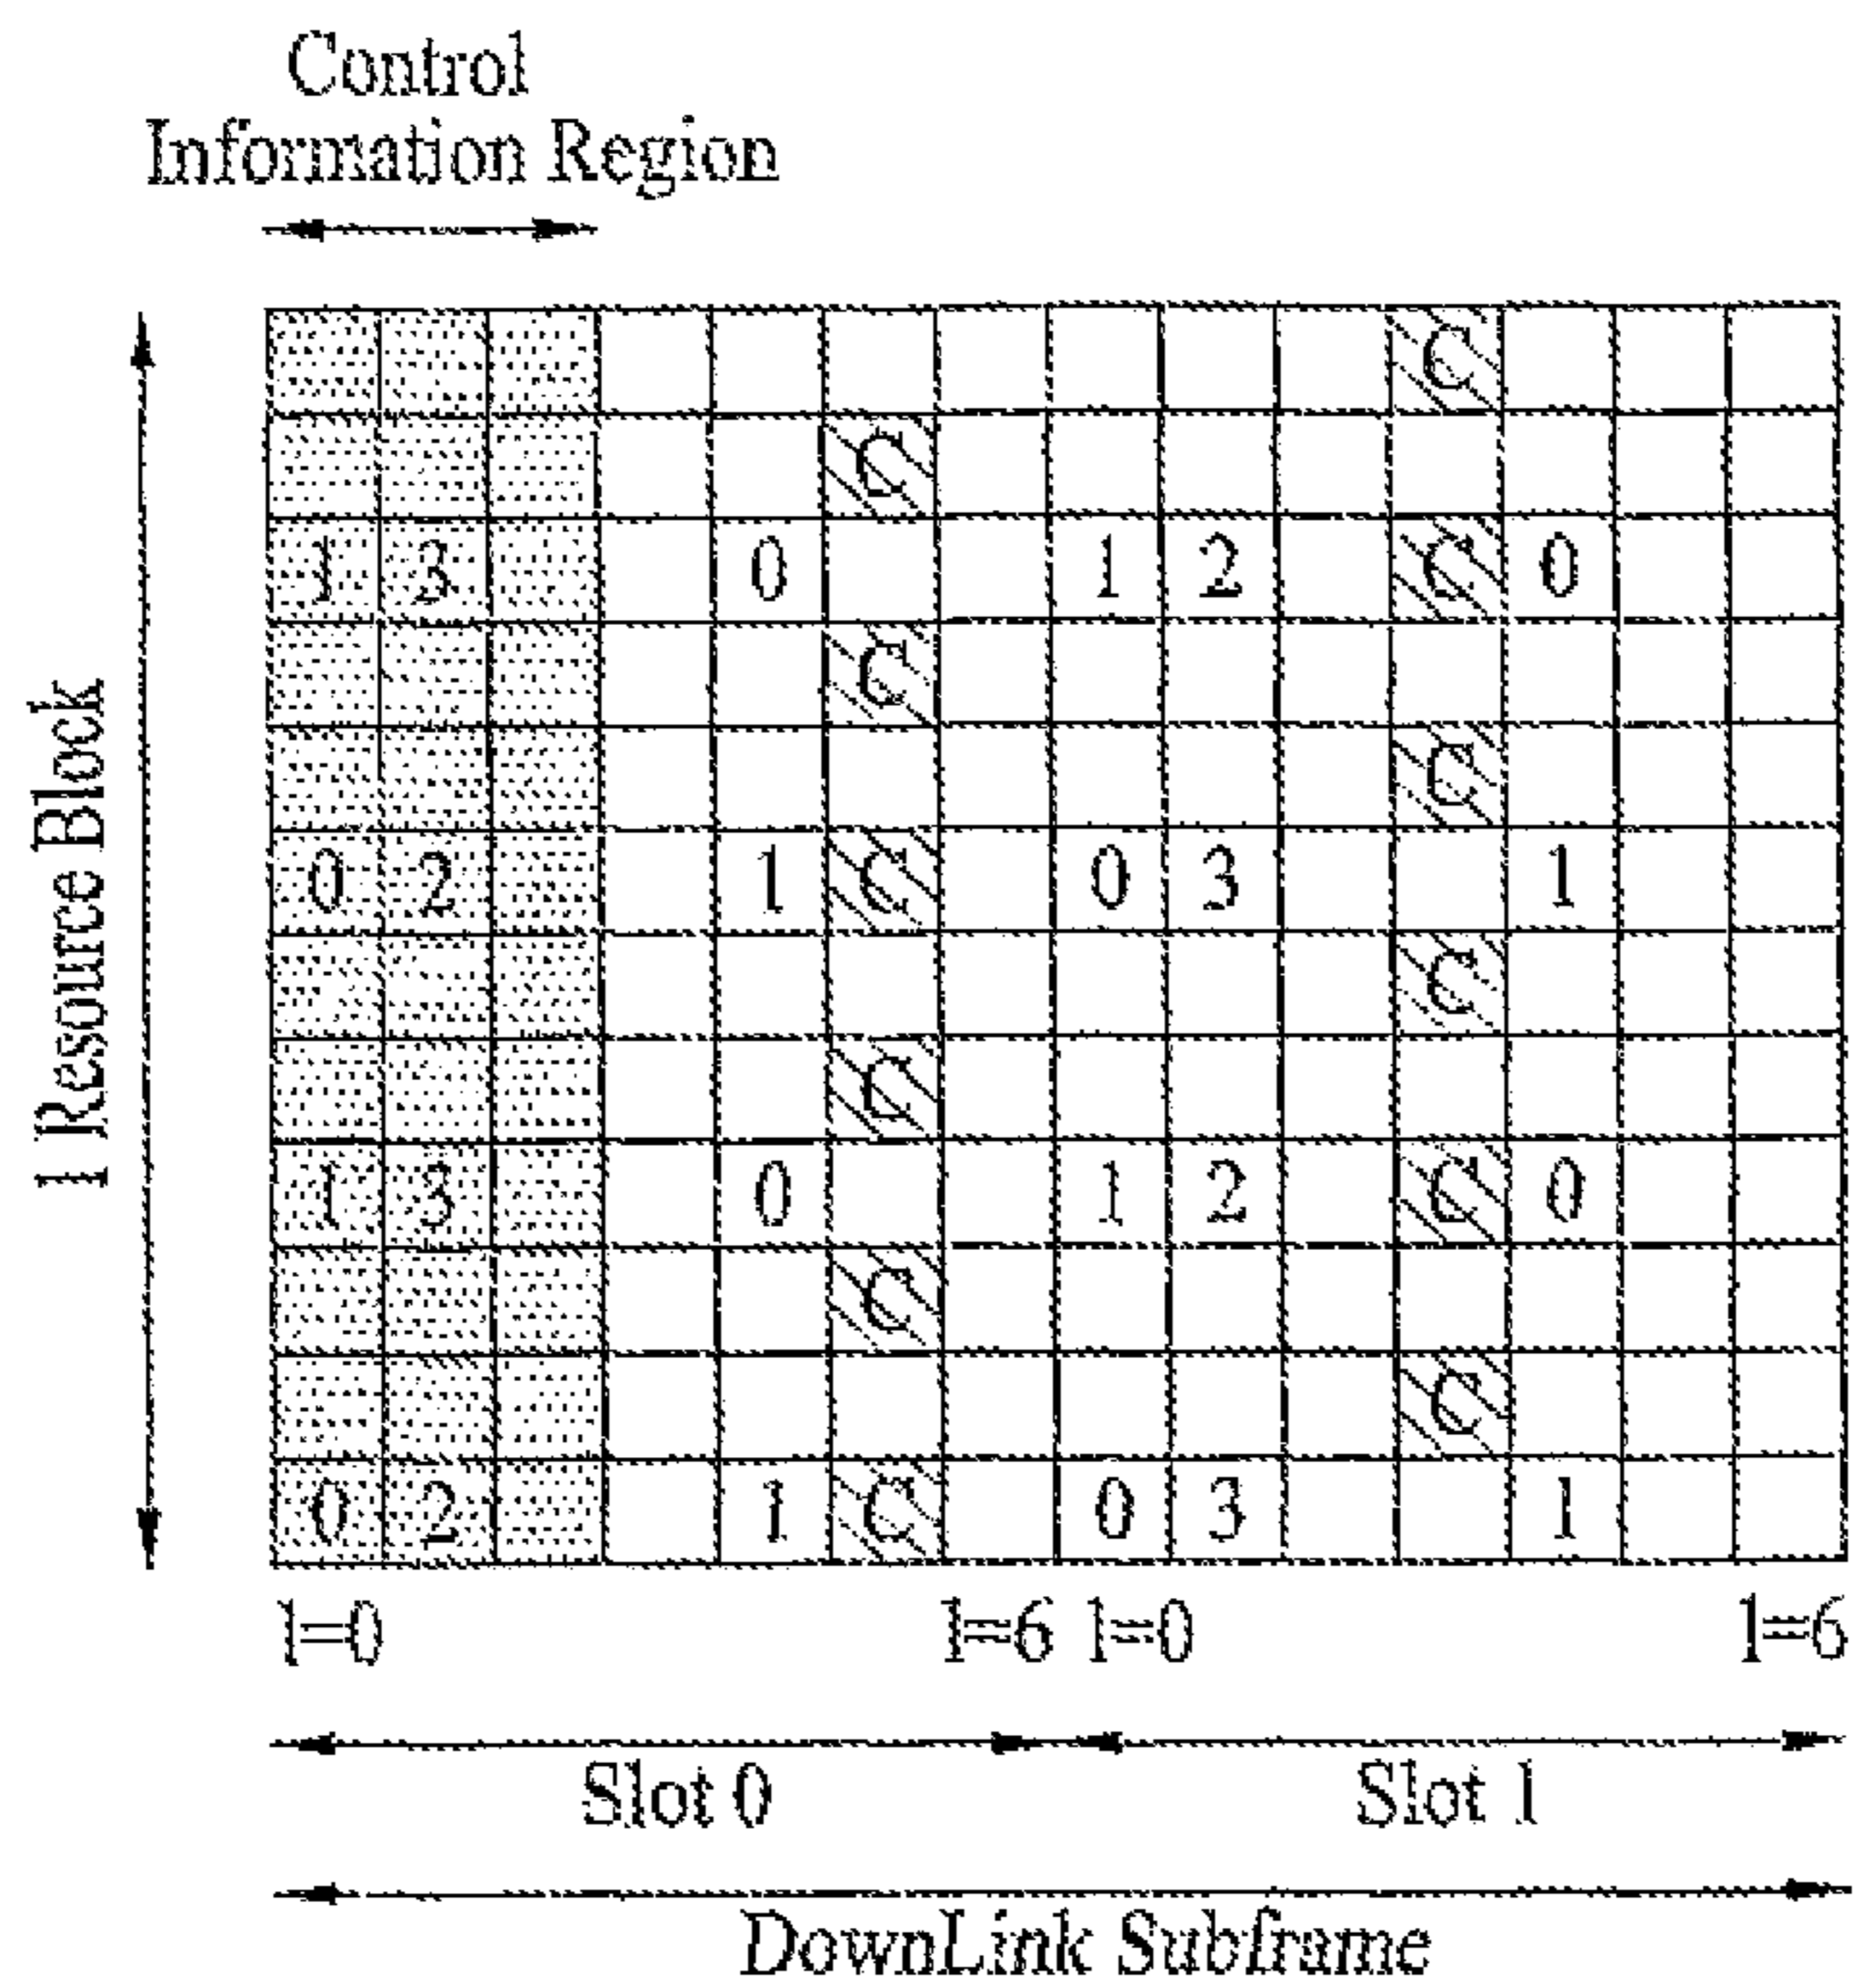 Control
Information Region
1 Resource Block
C
C
1 3 0 1 2 C 0
C
C
0 2 1 C 0 3 1
C
C
1 3 0 1 2 C 0
C
C
0 2 1 C 0 3 1
l=0 l=6 l=0 l=6
Slot 0 Slot 1
DownLink Subframe